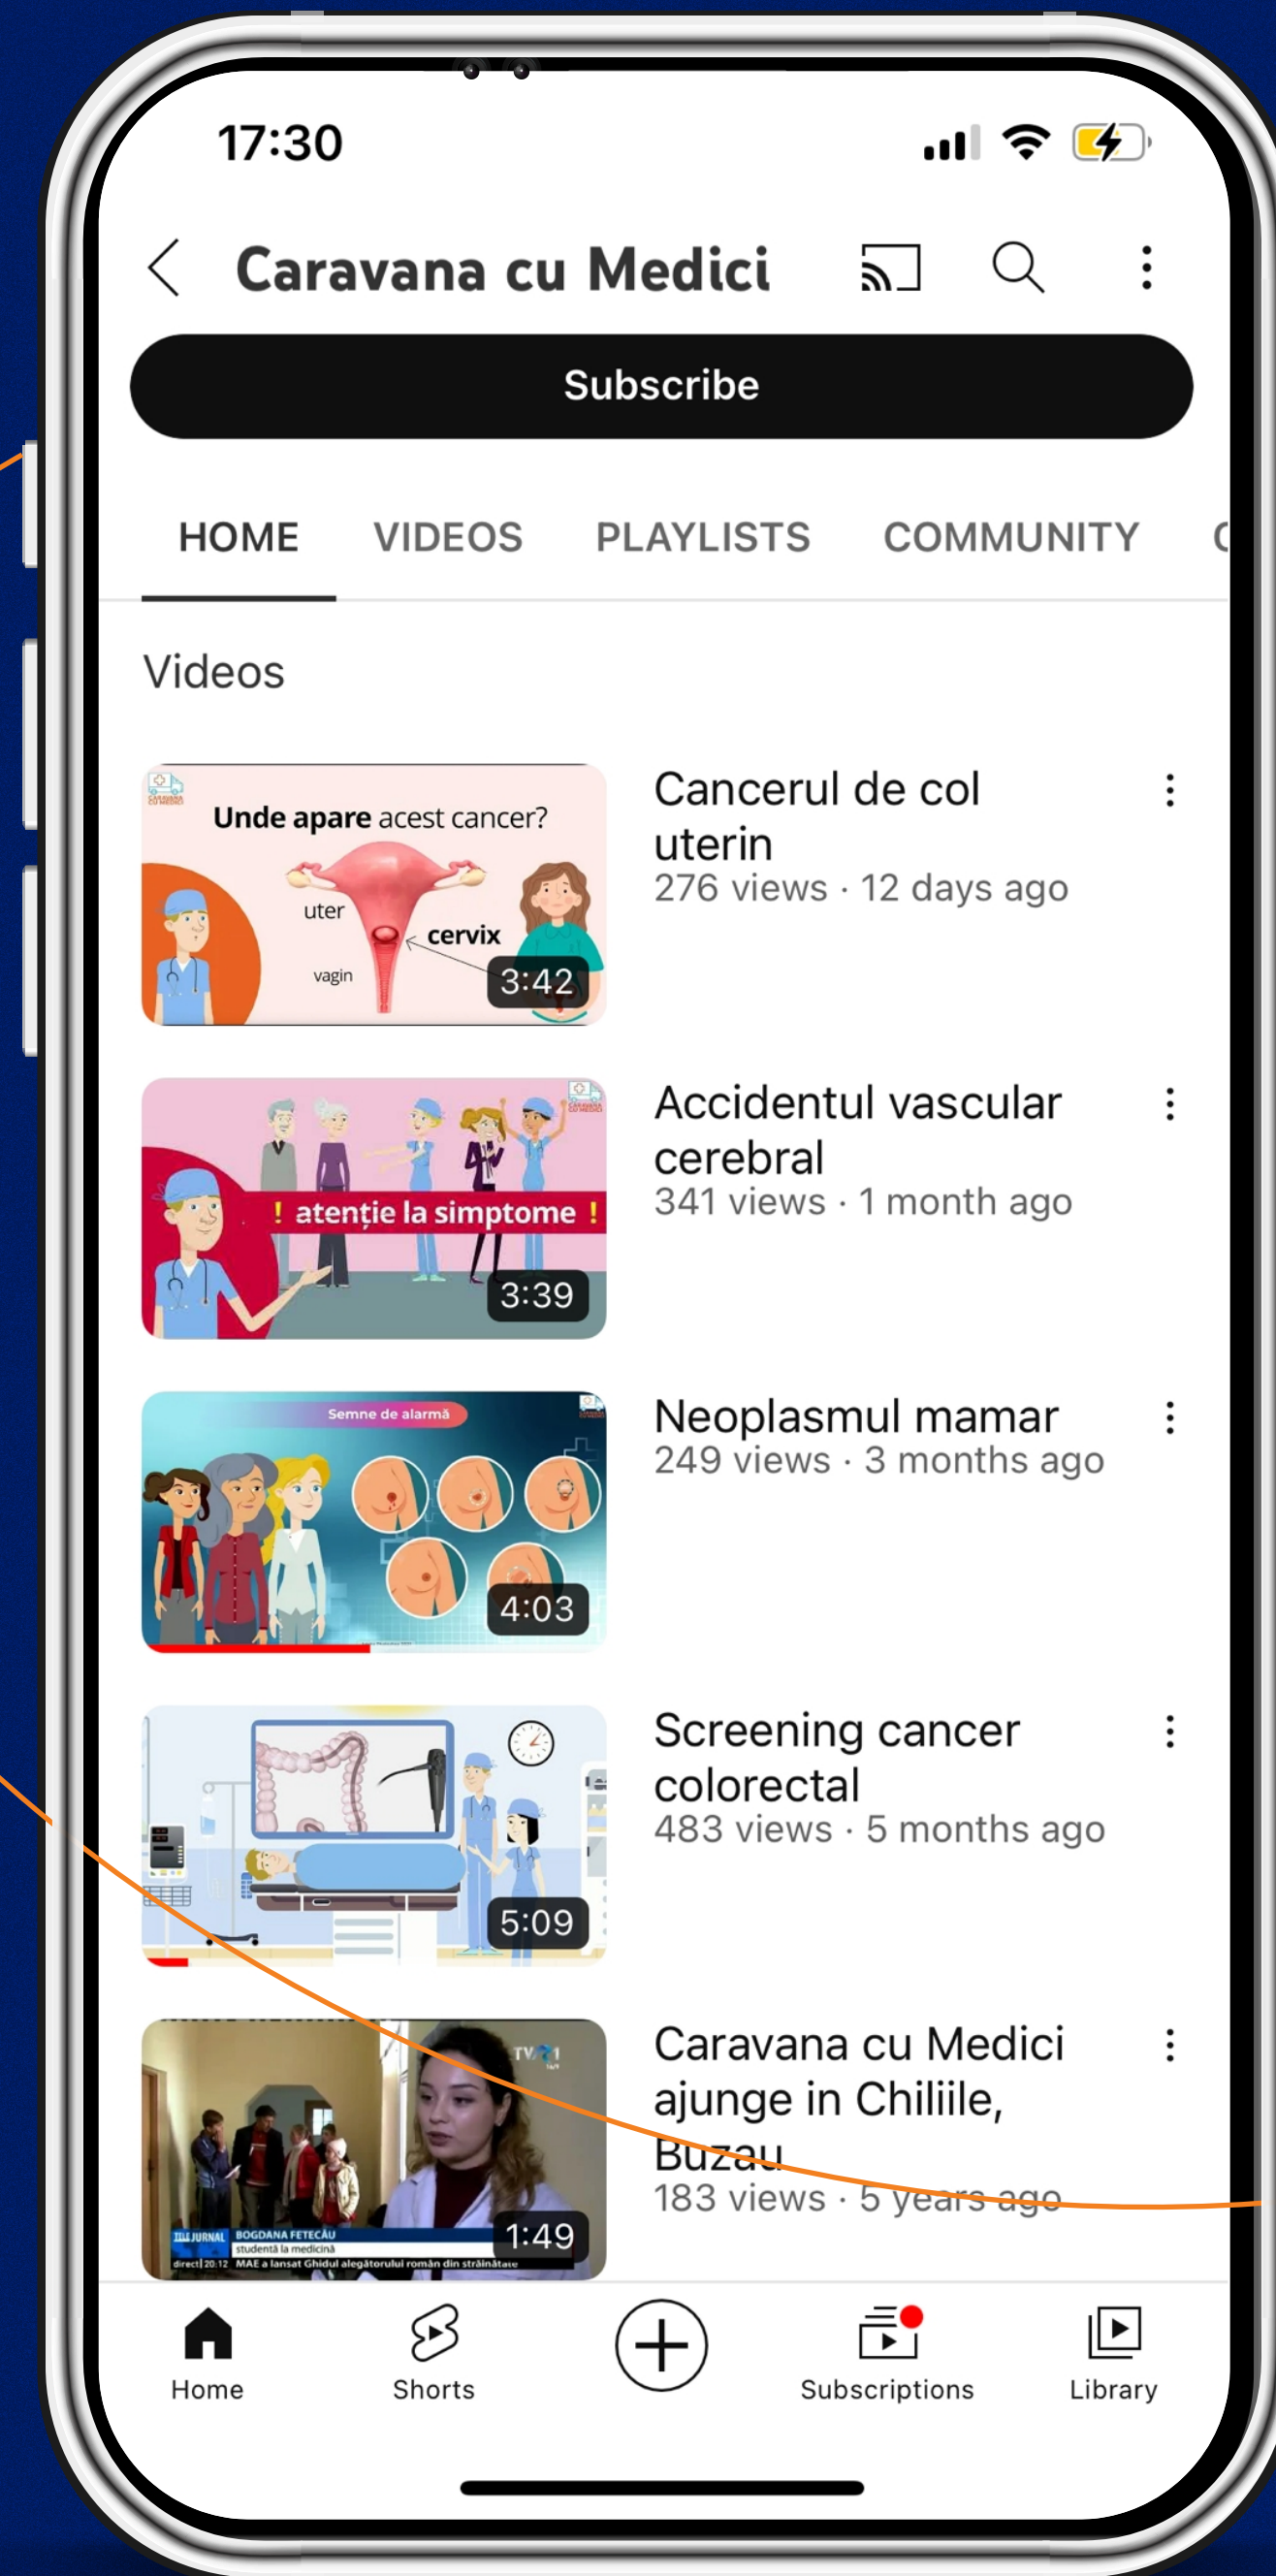 17:30
Caravana cu Medici
Subscribe
HOME VIDEOS PLAYLISTS COMMUNITY
Videos
Unde apare acest cancer?
uter
cervix
vagin
3:42
Cancerul de col
uterin
276 views · 12 days ago
! atenție la simptome !
3:39
Accidentul vascular
cerebral
341 views · 1 month ago
Semne de alarmă
4:03
Neoplasmul mamar
249 views · 3 months ago
5:09
Screening cancer
colorectal
483 views · 5 months ago
TVR 1
TELEJURNAL
BOGDANA FETECĂU
studentă la medicină
direct 20:12 MAE a lansat Ghidul alegătorului român din străinătate
1:49
Caravana cu Medici
ajunge in Chiliile,
Buzau
183 views · 5 years ago
Home Shorts Subscriptions Library